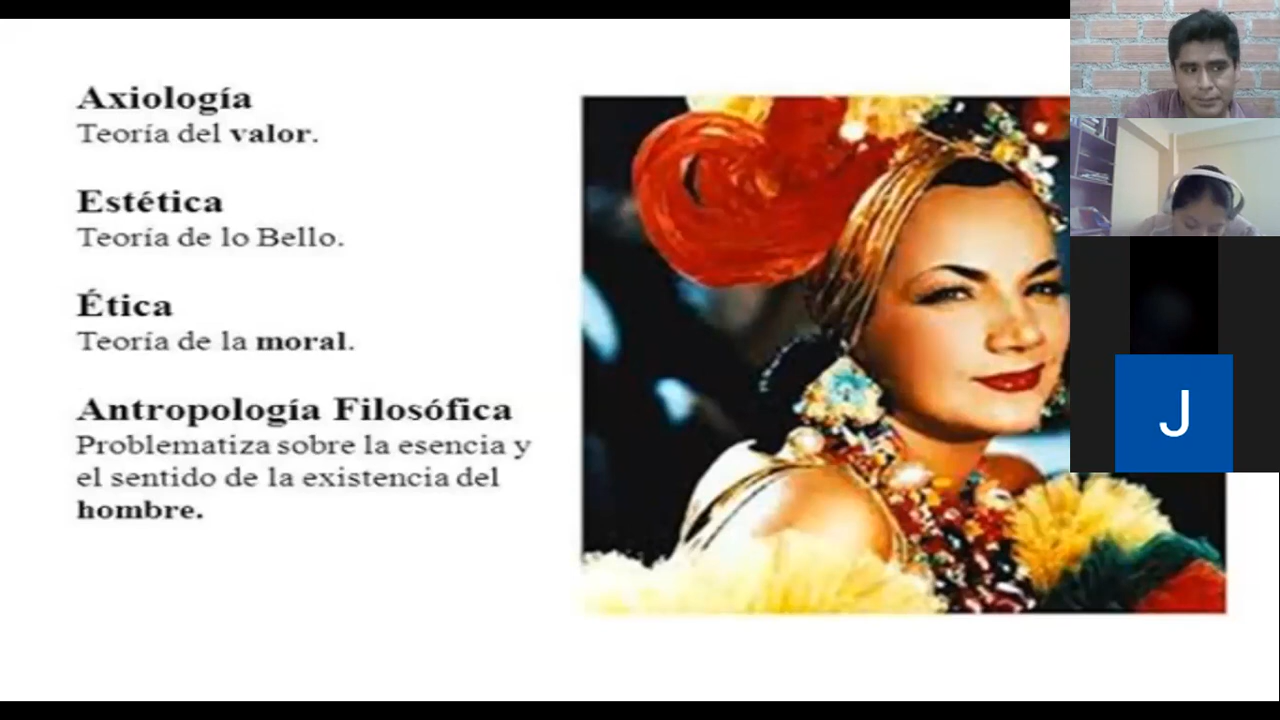 Axiología
Teoría del valor.
Estética
Teoría de lo Bello.
Ética
Teoría de la moral.
Antropología Filosófica
Problematiza sobre la esencia y
el sentido de la existencia del
hombre.
J